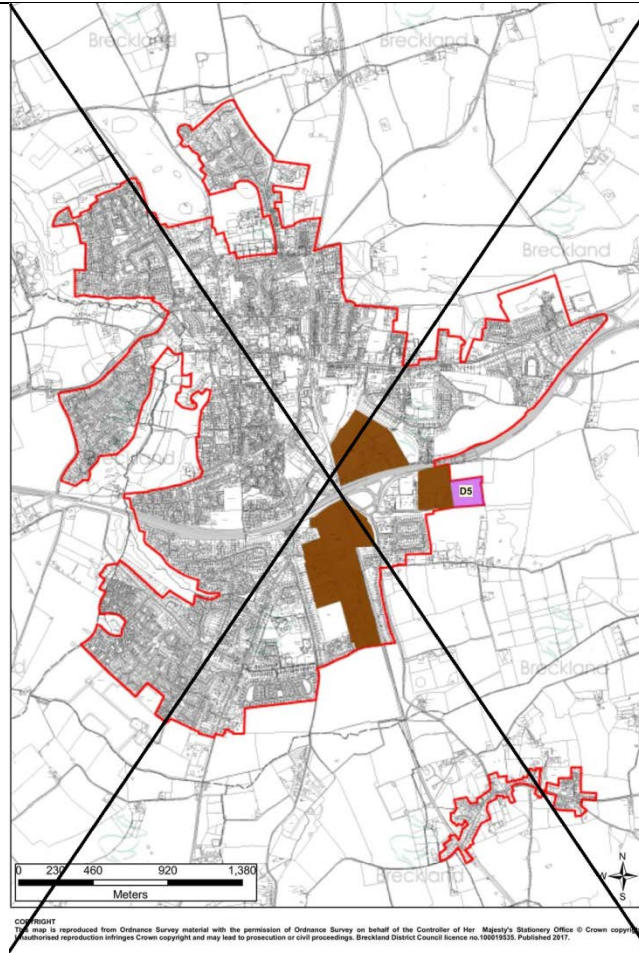 Breckland
Breckland
Breckland
D5
Breckland
Breckland
0 230 460 920 1,380
Meters
N
W
S
COPYRIGHT
This map is reproduced from Ordnance Survey material with the permission of Ordnance Survey on behalf of the Controller of Her Majesty's Stationery Office © Crown copyrig
Unauthorised reproduction infringes Crown copyright and may lead to prosecution or civil proceedings. Breckland District Council licence no.100019535. Published 2017.